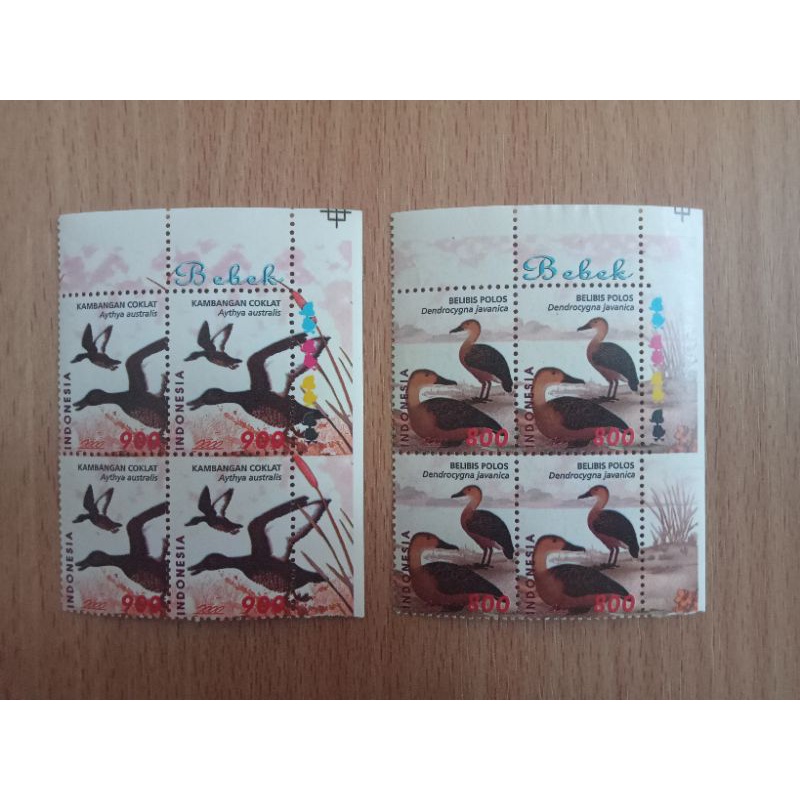 Bebek
KAMBANGAN COKLAT
Aythya australis
INDONESIA
900
KAMBANGAN COKLAT
Aythya australis
INDONESIA
2002
900
KAMBANGAN COKLAT
Aythya australis
INDONESIA
900
KAMBANGAN COKLAT
Aythya australis
INDONESIA
2002
900
Bebek
BELIBIS POLOS
Dendrocygna javanica
INDONESIA
800
BELIBIS POLOS
Dendrocygna javanica
INDONESIA
800
BELIBIS POLOS
Dendrocygna javanica
INDONESIA
800
BELIBIS POLOS
Dendrocygna javanica
INDONESIA
800